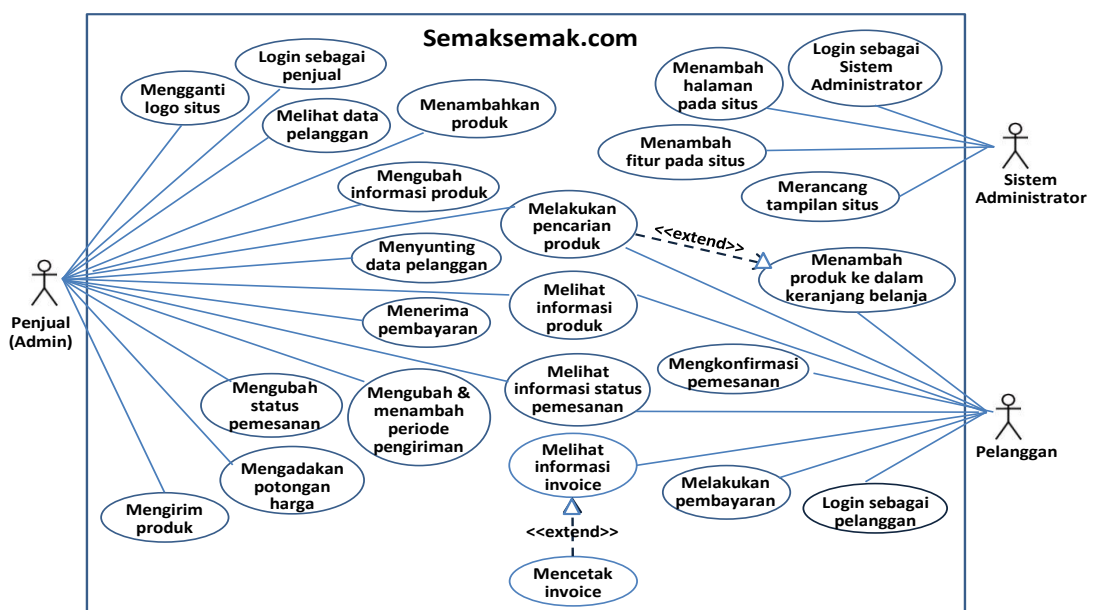 Semaksemak.com
Login sebagai
penjual
Mengganti
logo situs
Melihat data
pelanggan
Menambahkan
produk
Mengubah
informasi produk
Melakukan
pencarian
produk
Menyunting
data pelanggan
Melihat
informasi
produk
Menerima
pembayaran
Melihat
informasi status
pemesanan
Mengubah
status
pemesanan
Mengubah &
menambah
periode
pengiriman
Mengadakan
potongan
harga
Mengirim
produk
Melihat
informasi
invoice
<<extend>>
Mencetak
invoice
Penjual
(Admin)
Menambah
halaman
pada situs
Login sebagai
Sistem
Administrator
Menambah
fitur pada situs
Merancang
tampilan situs
Sistem
Administrator
<<extend>>
Menambah
produk ke dalam
keranjang belanja
Mengkonfirmasi
pemesanan
Melakukan
pembayaran
Login sebagai
pelanggan
Pelanggan